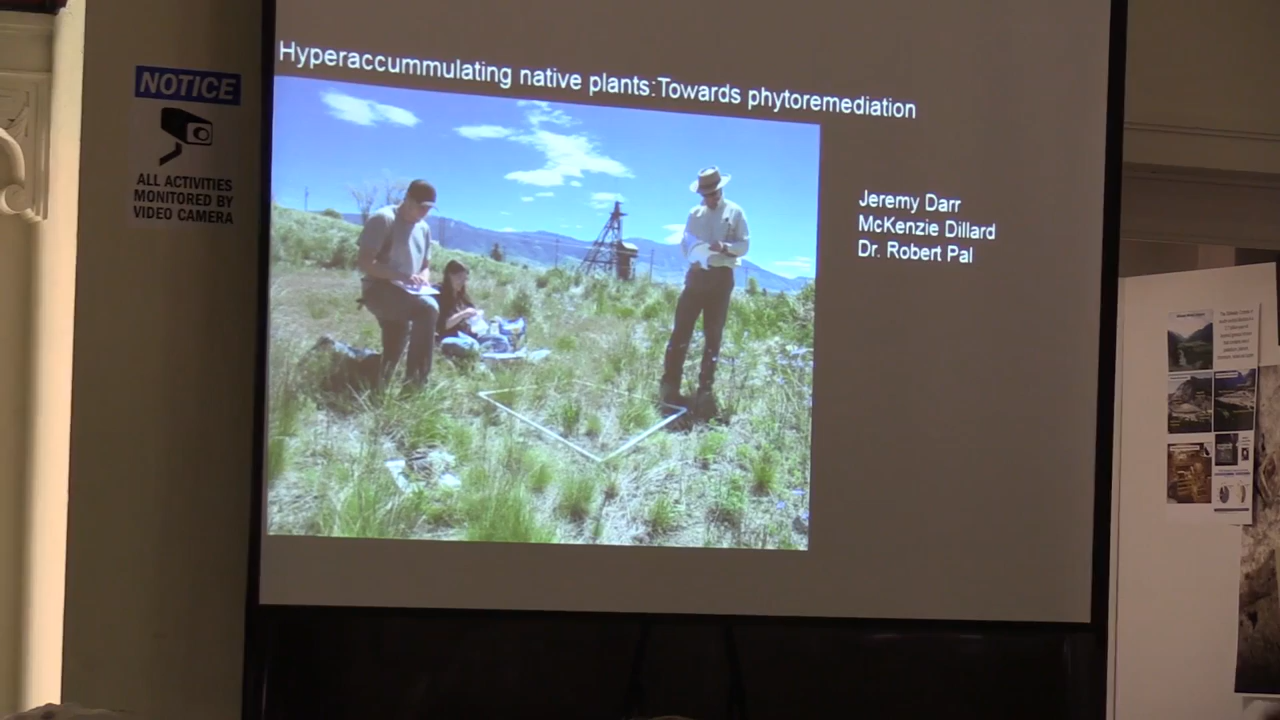 NOTICE
ALL ACTIVITIES
MONITORED BY
VIDEO CAMERA
Hyperaccummulating native plants:Towards phytoremediation
Jeremy Darr
McKenzie Dillard
Dr. Robert Pal